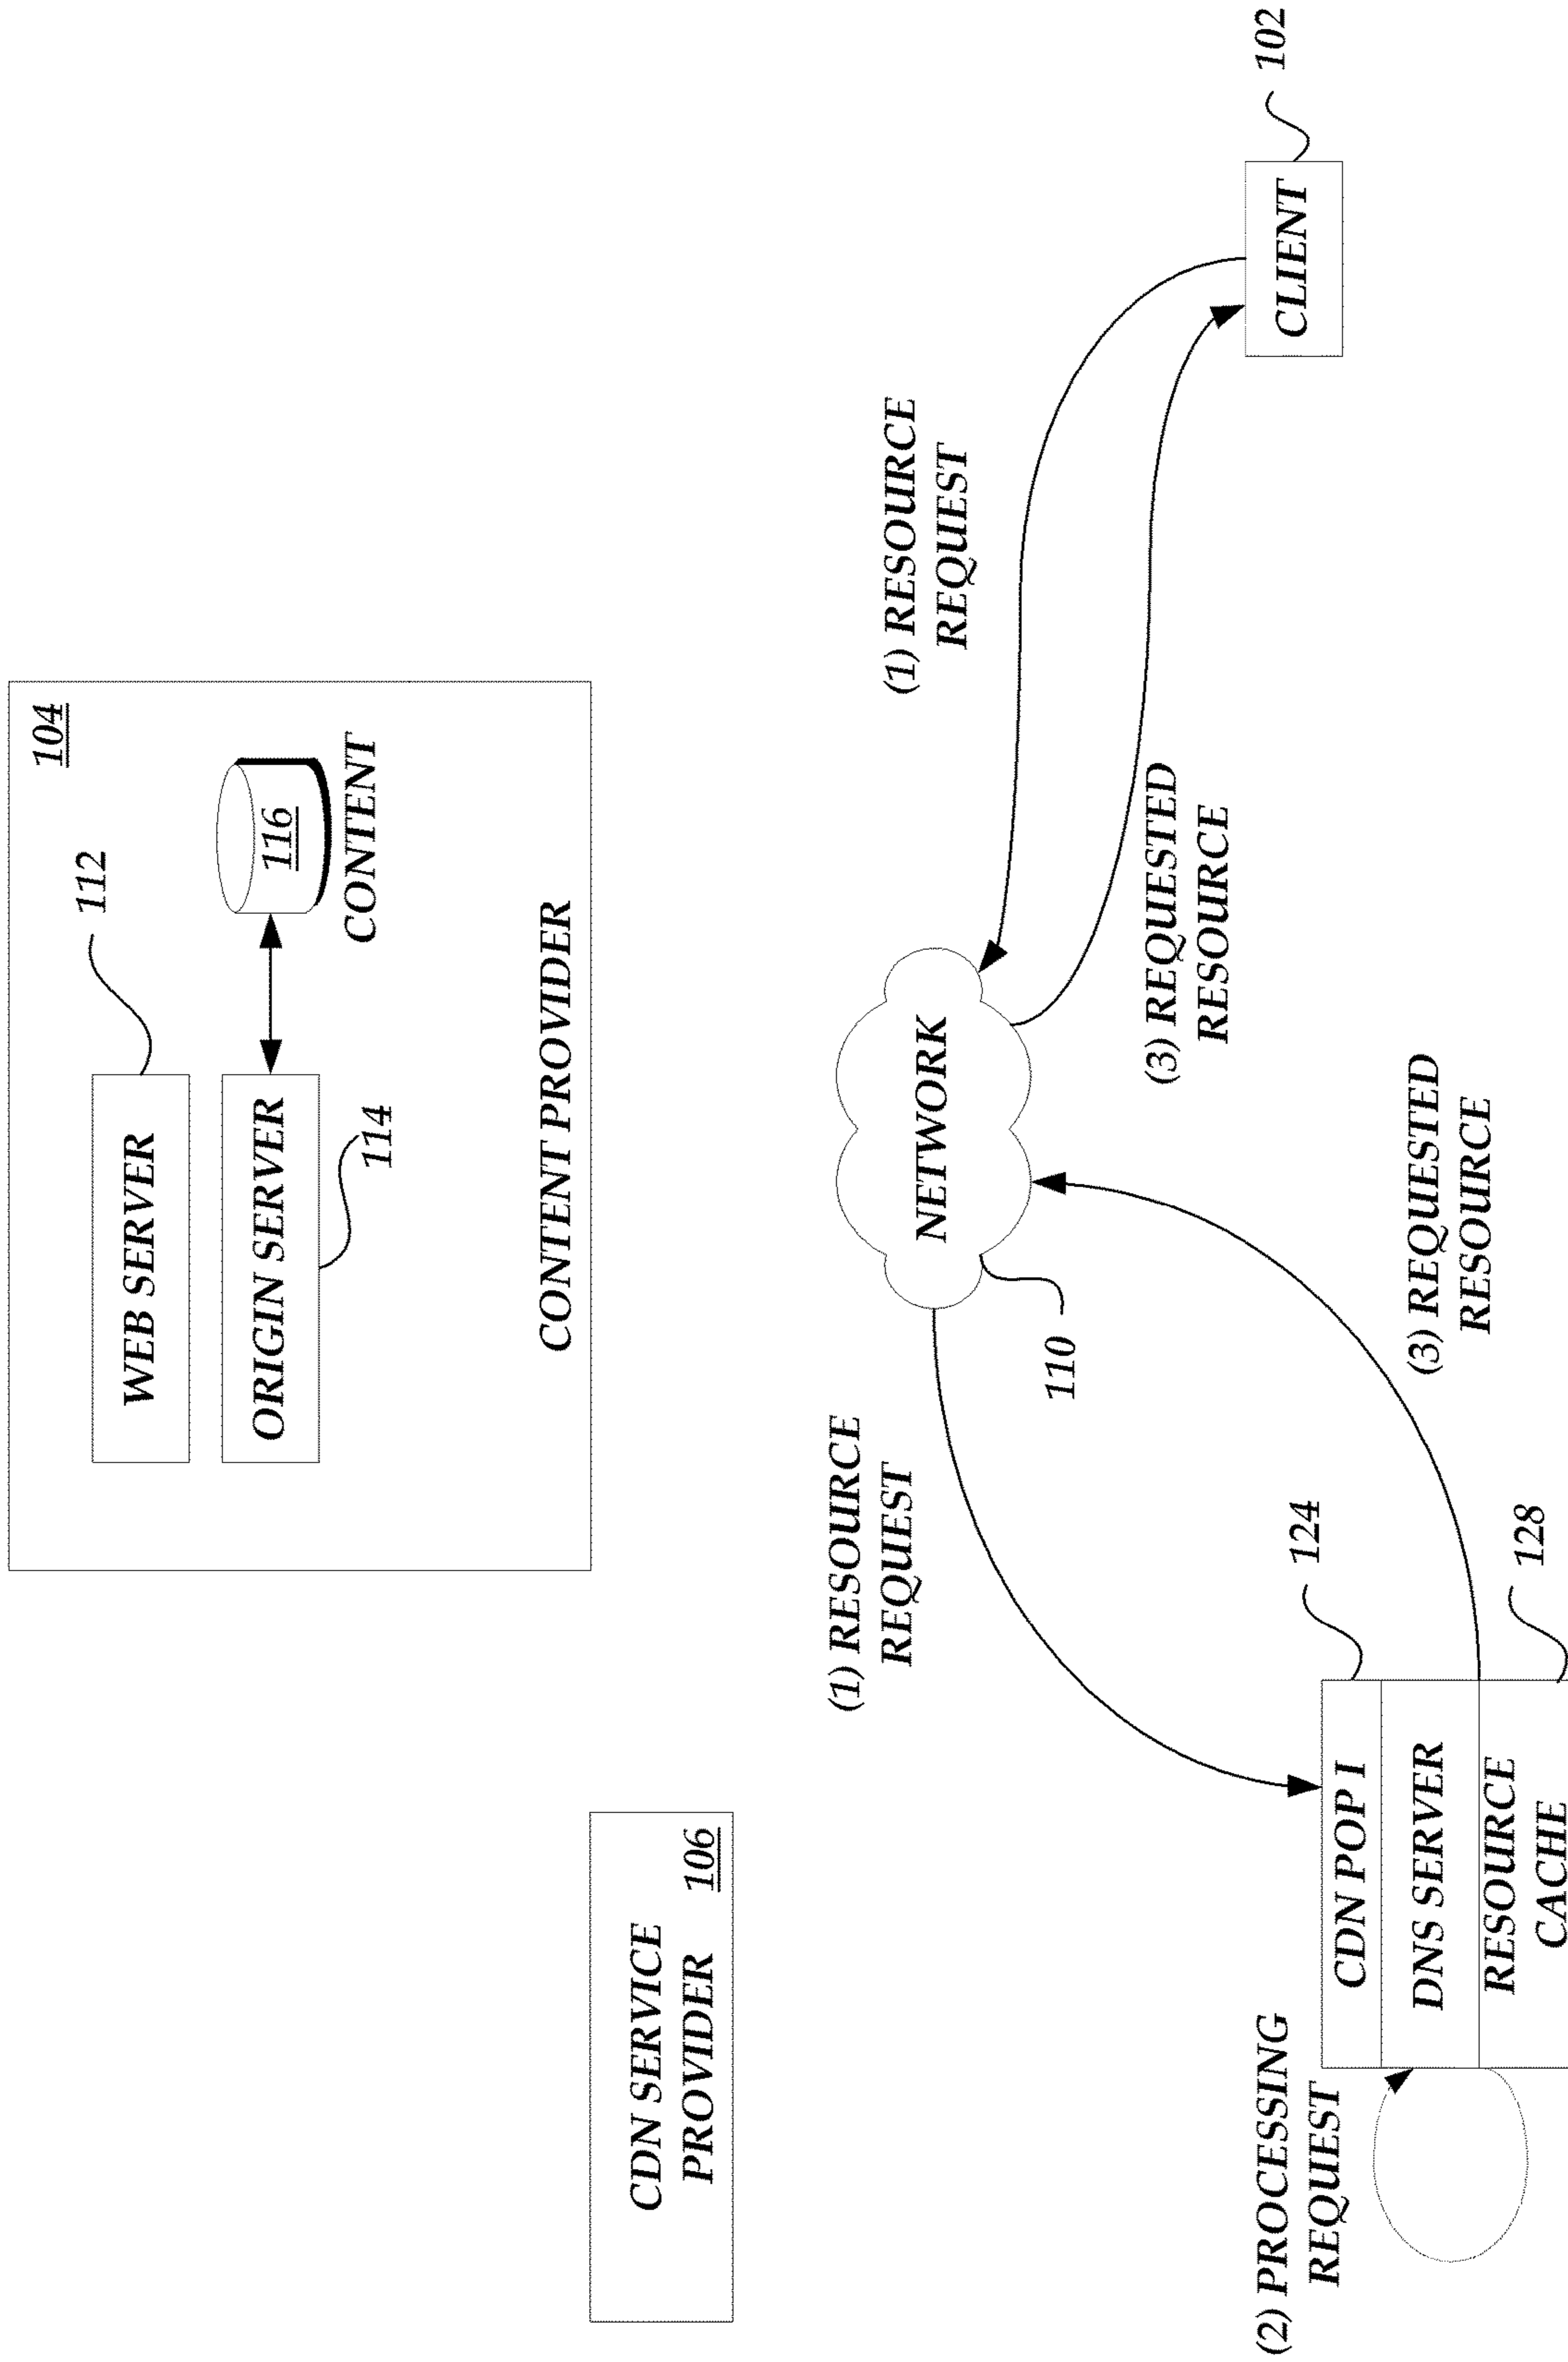 104
112
WEB SERVER
ORIGIN SERVER
116
CONTENT
114
CONTENT PROVIDER
CDN SERVICE
PROVIDER
106
(1) RESOURCE
REQUEST
NETWORK
110
(1) RESOURCE
REQUEST
(3) REQUESTED
RESOURCE
102
CLIENT
(2) PROCESSING
REQUEST
CDN POP I
124
DNS SERVER
RESOURCE
CACHE
128
(3) REQUESTED
RESOURCE